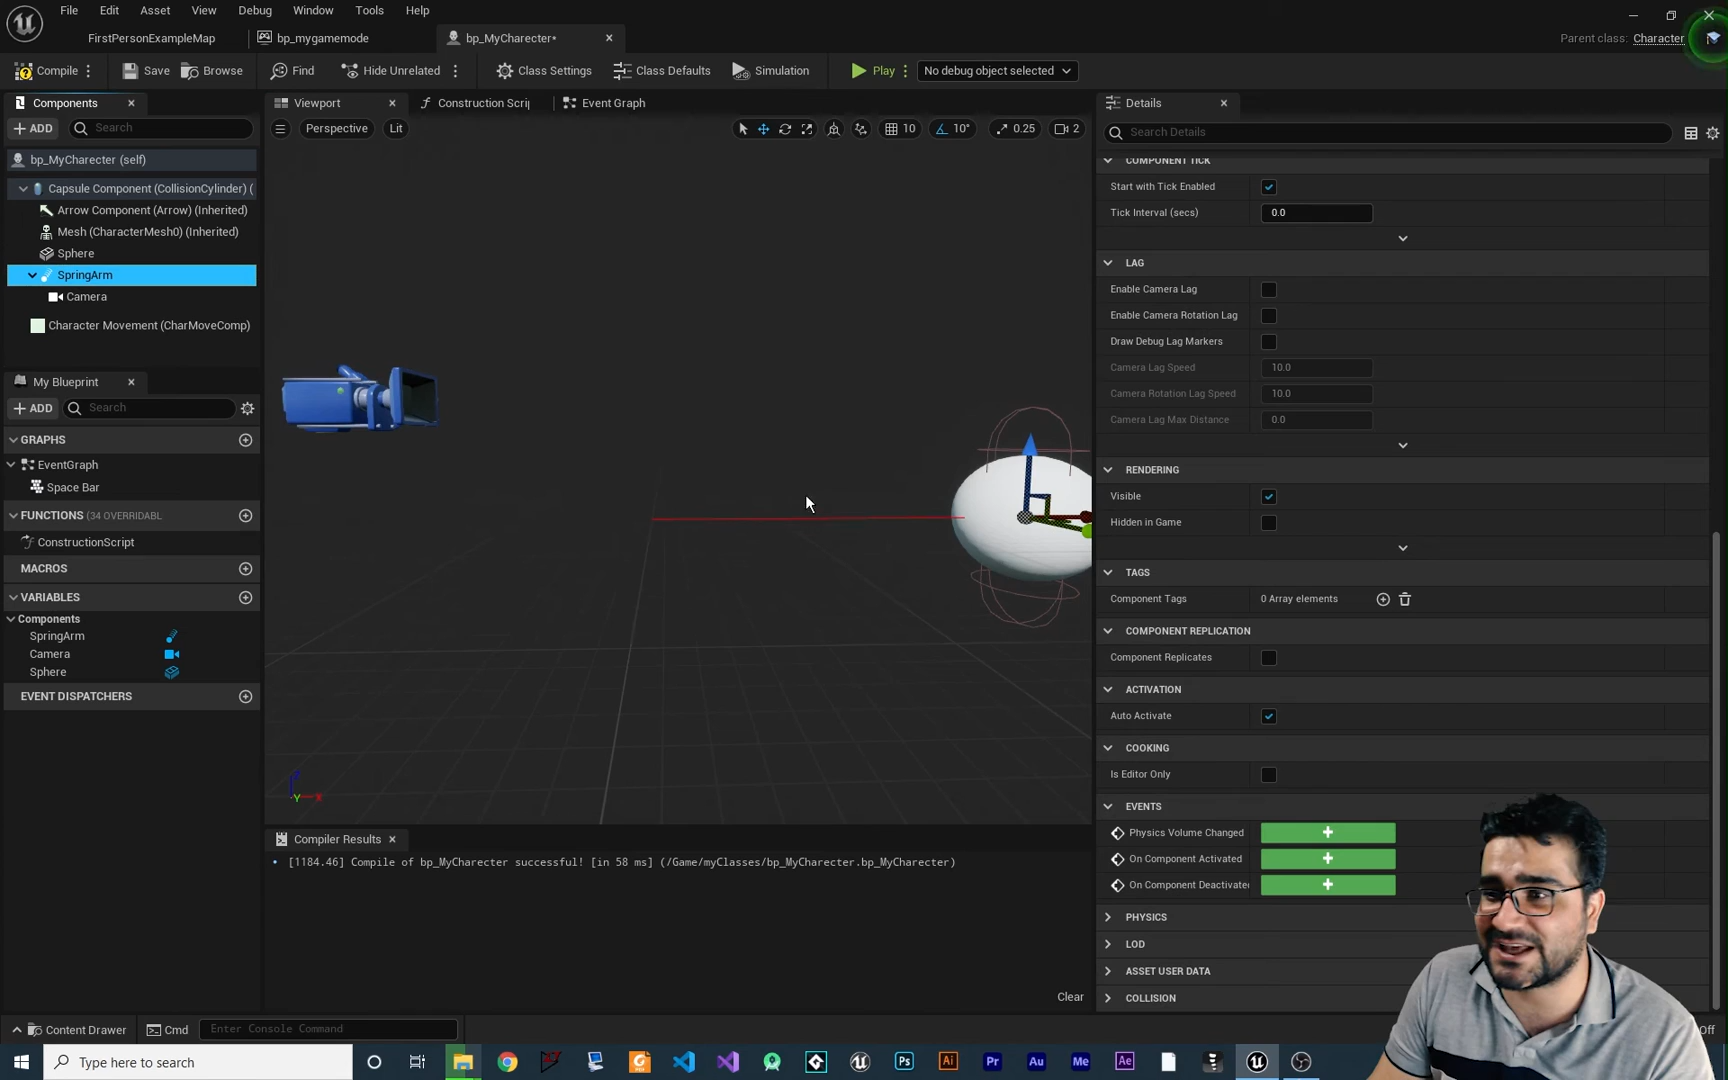 File Edit Asset View Debug Window Tools Help
FirstPersonExampleMap bp_mygamemode bp_MyCharecter•
Parent class: Character
Compile Save Browse Find Hide Unrelated Class Settings Class Defaults Simulation Play No debug object selected
Components
ADD Search
bp_MyCharecter (self)
Capsule Component (CollisionCylinder) (
Arrow Component (Arrow) (Inherited)
Mesh (CharacterMesh0) (Inherited)
Sphere
SpringArm
Camera
Character Movement (CharMoveComp)
My Blueprint
ADD Search
GRAPHS
EventGraph
Space Bar
FUNCTIONS (34 OVERRIDABL
ConstructionScript
MACROS
VARIABLES
Components
SpringArm
Camera
Sphere
EVENT DISPATCHERS
Viewport Construction Scrip Event Graph
Perspective Lit 10 10° 0.25 2
Z
Y X
Compiler Results
• [1184.46] Compile of bp_MyCharecter successful! [in 58 ms] (/Game/myClasses/bp_MyCharecter.bp_MyCharecter)
Clear
Details
Search Details
COMPONENT TICK
Start with Tick Enabled
Tick Interval (secs) 0.0
LAG
Enable Camera Lag
Enable Camera Rotation Lag
Draw Debug Lag Markers
Camera Lag Speed 10.0
Camera Rotation Lag Speed 10.0
Camera Lag Max Distance 0.0
RENDERING
Visible
Hidden in Game
TAGS
Component Tags 0 Array elements
COMPONENT REPLICATION
Component Replicates
ACTIVATION
Auto Activate
COOKING
Is Editor Only
EVENTS
Physics Volume Changed
On Component Activated
On Component Deactivated
PHYSICS
LOD
ASSET USER DATA
COLLISION
Content Drawer Cmd Enter Console Command
Off
Type here to search
Ps Ai Pr Au Me Ae